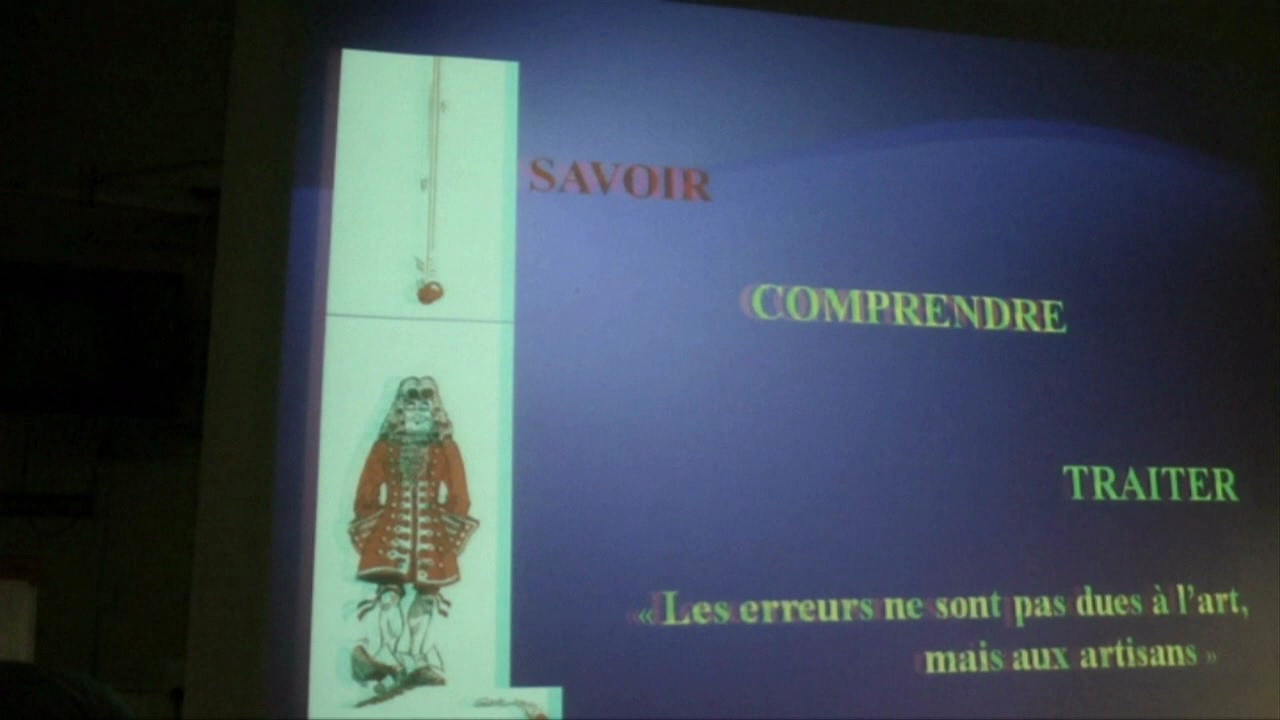 SAVOIR
COMPRENDRE
TRAITER
« Les erreurs ne sont pas dues à l’art,
mais aux artisans »